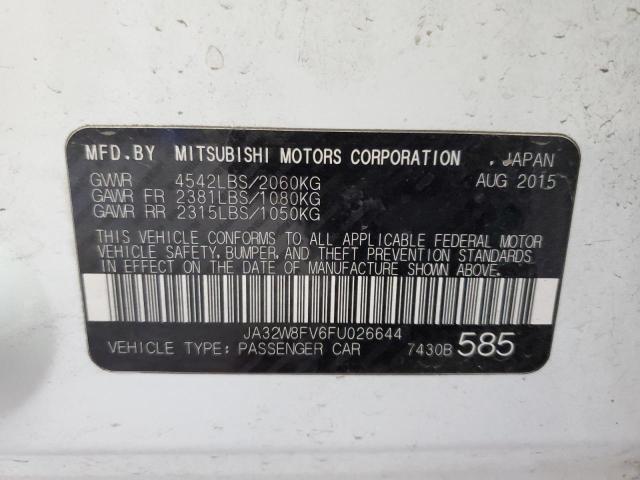 MFD.BY MITSUBISHI MOTORS CORPORATION , JAPAN
GVWR 4542LBS/2060KG AUG 2015
GAWR FR 2381LBS/1080KG
GAWR RR 2315LBS/1050KG
THIS VEHICLE CONFORMS TO ALL APPLICABLE FEDERAL MOTOR
VEHICLE SAFETY, BUMPER, AND THEFT PREVENTION STANDARDS
IN EFFECT ON THE DATE OF MANUFACTURE SHOWN ABOVE.
JA32W8FV6FU026644
VEHICLE TYPE: PASSENGER CAR 7430B 585